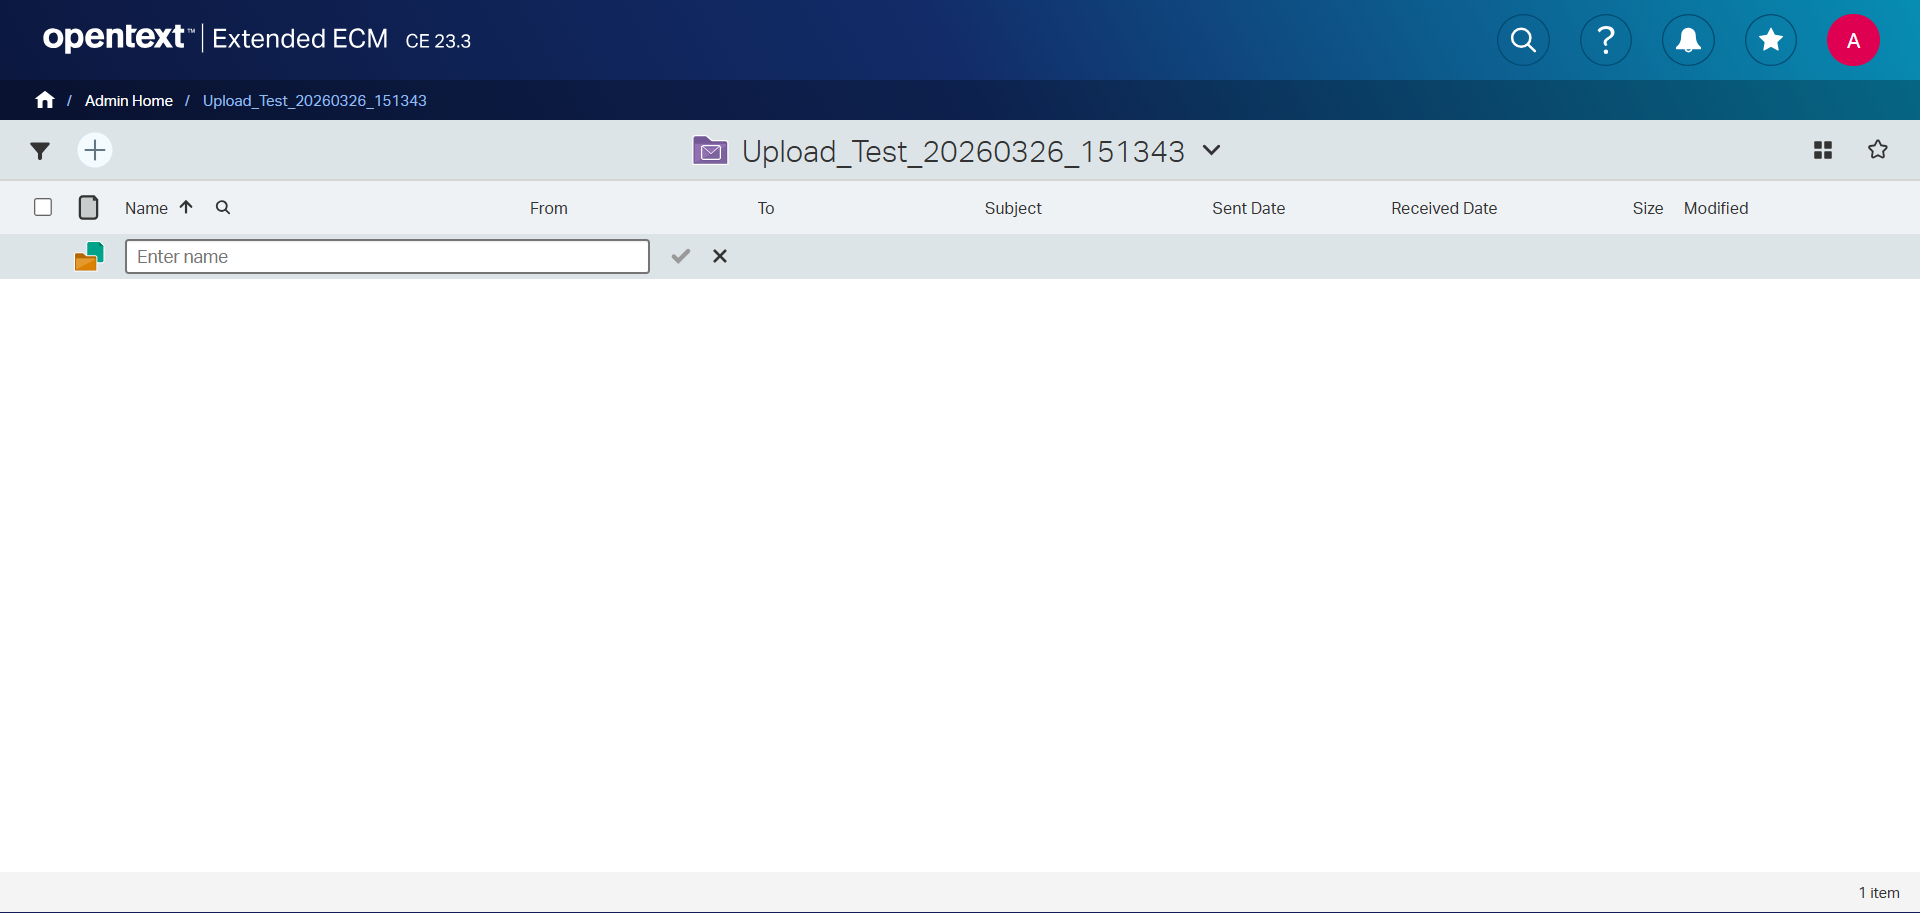 opentext™ | Extended ECM CE 23.3
A
/ Admin Home / Upload_Test_20260326_151343
Upload_Test_20260326_151343
Name From To Subject Sent Date Received Date Size Modified
Enter name
1 item